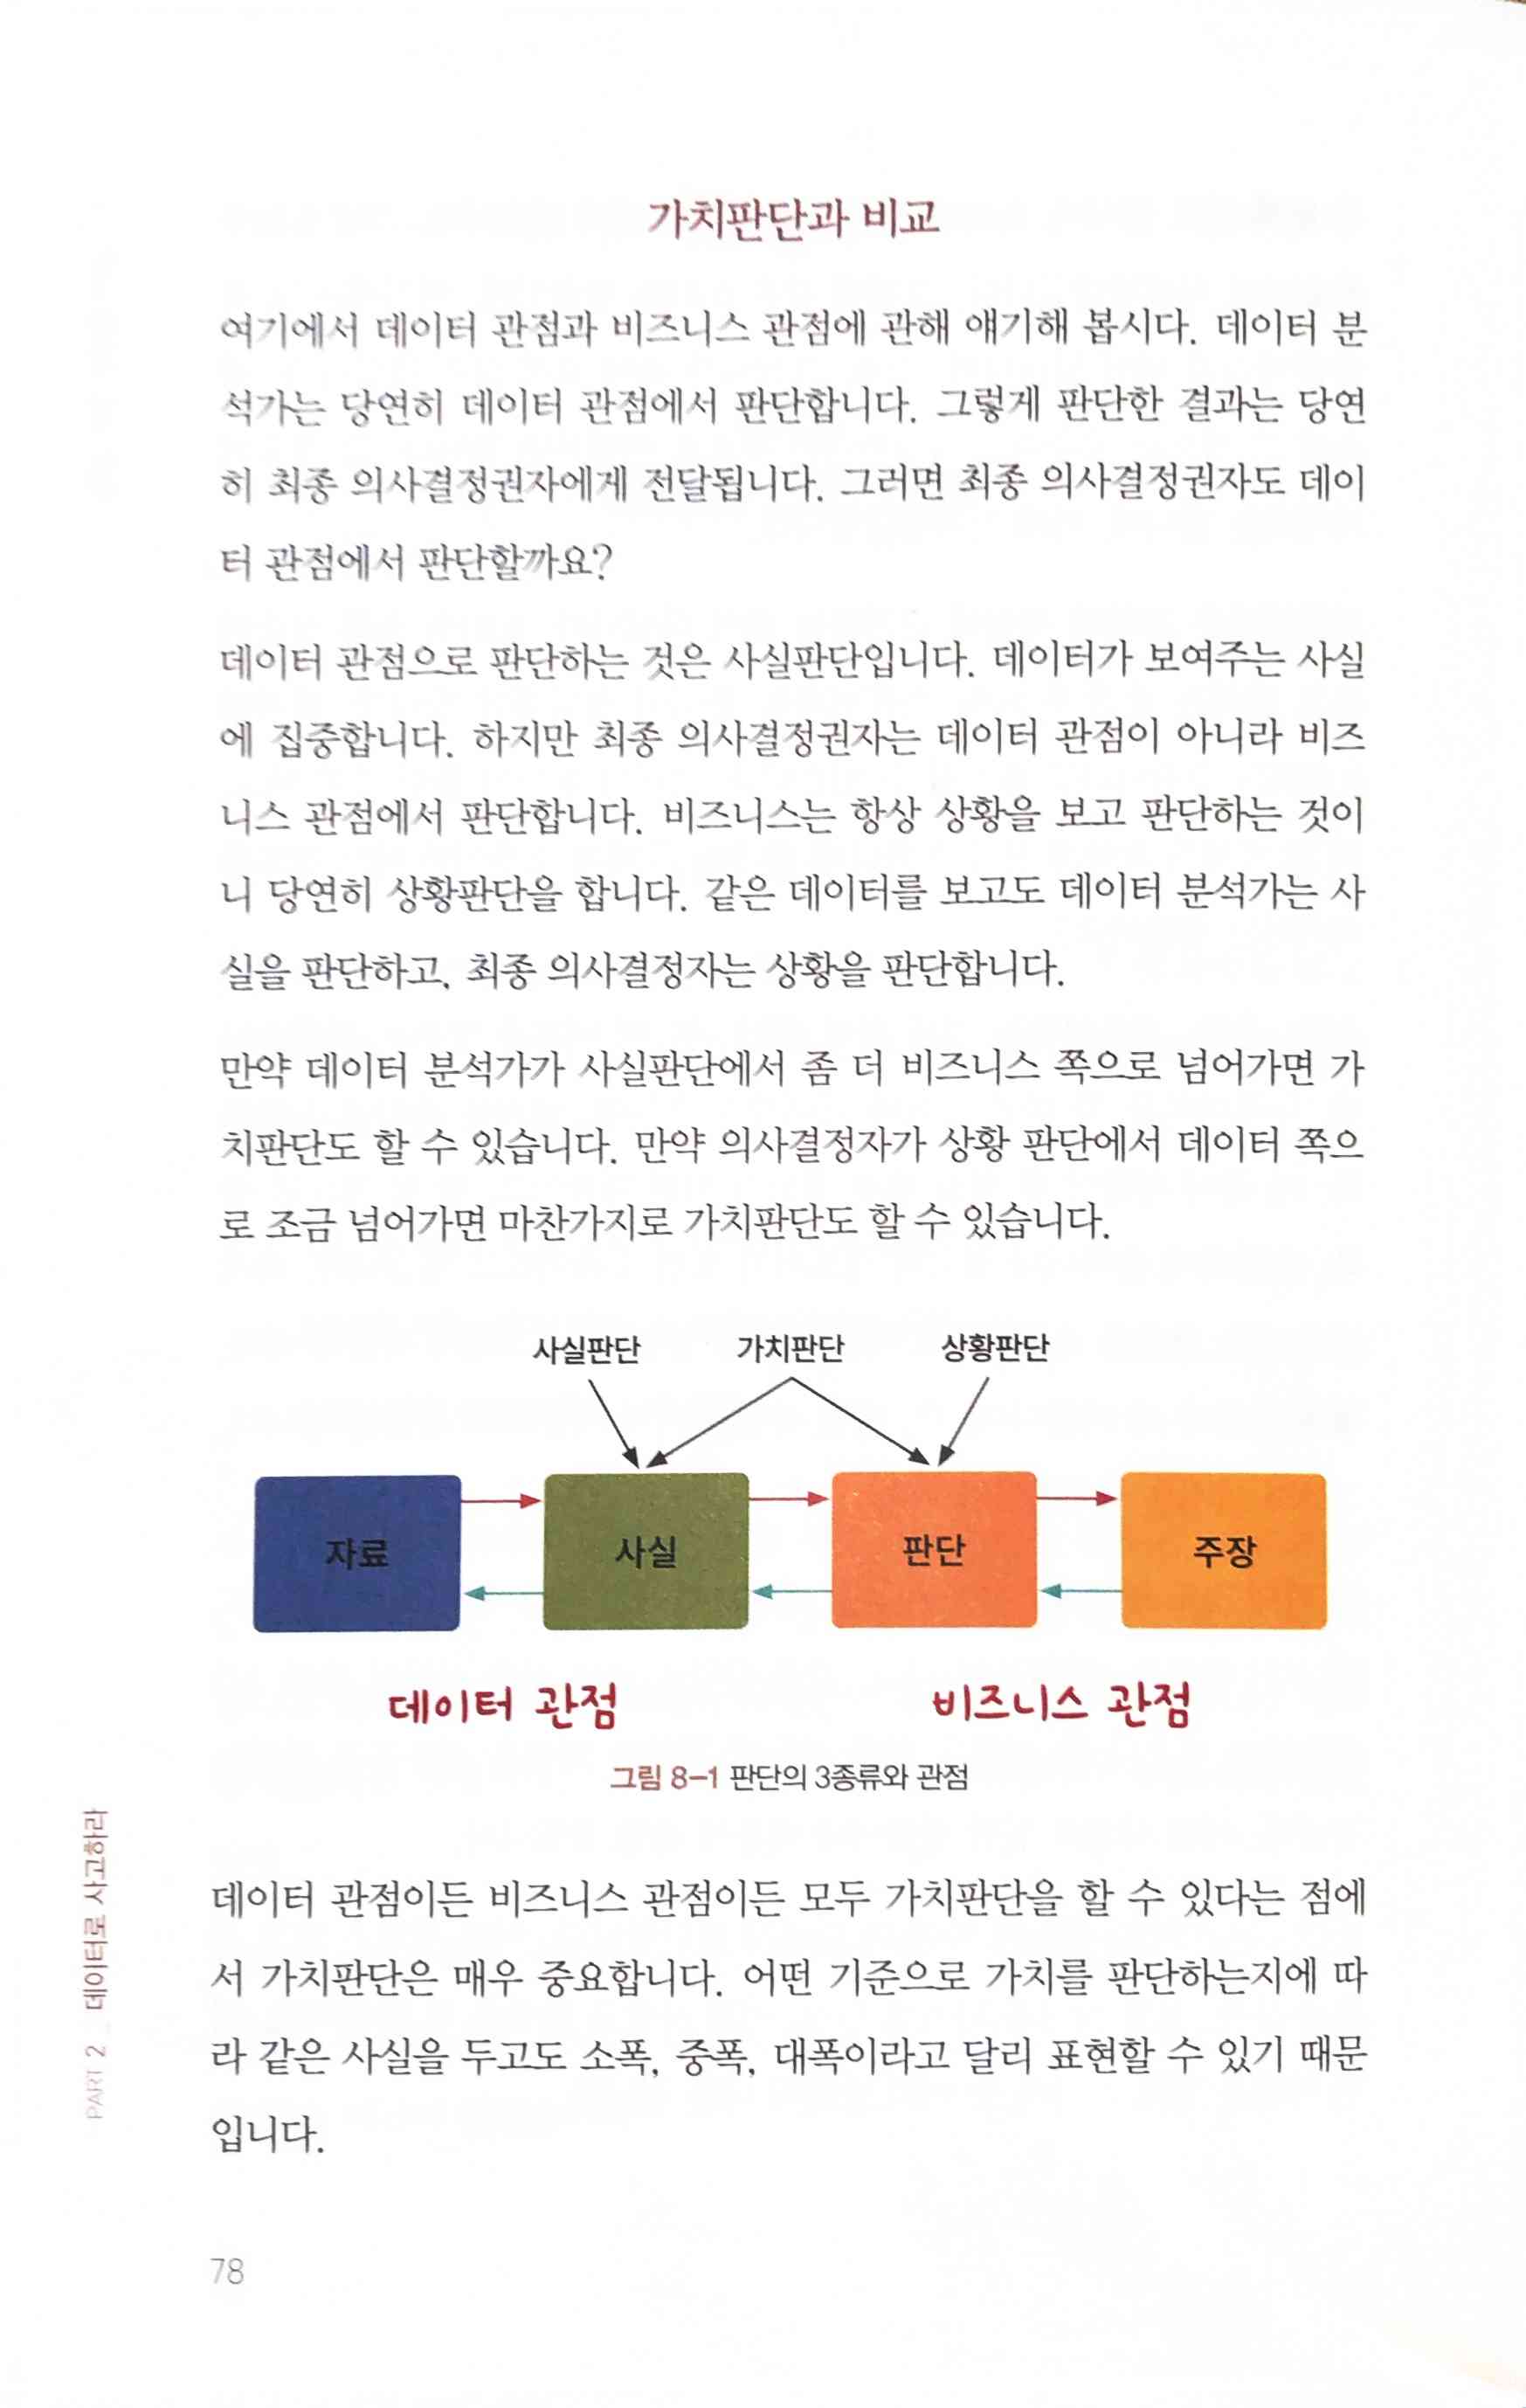 가치판단과 비교
여기에서 데이터 관점과 비즈니스 관점에 관해 얘기해 봅시다. 데이터 분
석가는 당연히 데이터 관점에서 판단합니다. 그렇게 판단한 결과는 당연
히 최종 의사결정권자에게 전달됩니다. 그러면 최종 의사결정권자도 데이
터 관점에서 판단할까요?
데이터 관점으로 판단하는 것은 사실판단입니다. 데이터가 보여주는 사실
에 집중합니다. 하지만 최종 의사결정권자는 데이터 관점이 아니라 비즈
니스 관점에서 판단합니다. 비즈니스는 항상 상황을 보고 판단하는 것이
니 당연히 상황판단을 합니다. 같은 데이터를 보고도 데이터 분석가는 사
실을 판단하고, 최종 의사결정자는 상황을 판단합니다.
만약 데이터 분석가가 사실판단에서 좀 더 비즈니스 쪽으로 넘어가면 가
치판단도 할 수 있습니다. 만약 의사결정자가 상황 판단에서 데이터 쪽으
로 조금 넘어가면 마찬가지로 가치판단도 할 수 있습니다.
사실판단 가치판단 상황판단
자료 사실 판단 주장
데이터 관점 비즈니스 관점
그림 8-1 판단의 3종류와 관점
데이터 관점이든 비즈니스 관점이든 모두 가치판단을 할 수 있다는 점에
서 가치판단은 매우 중요합니다. 어떤 기준으로 가치를 판단하는지에 따
라 같은 사실을 두고도 소폭, 중폭, 대폭이라고 달리 표현할 수 있기 때문
입니다.
PART 2 _ 데이터로 사고하라
78